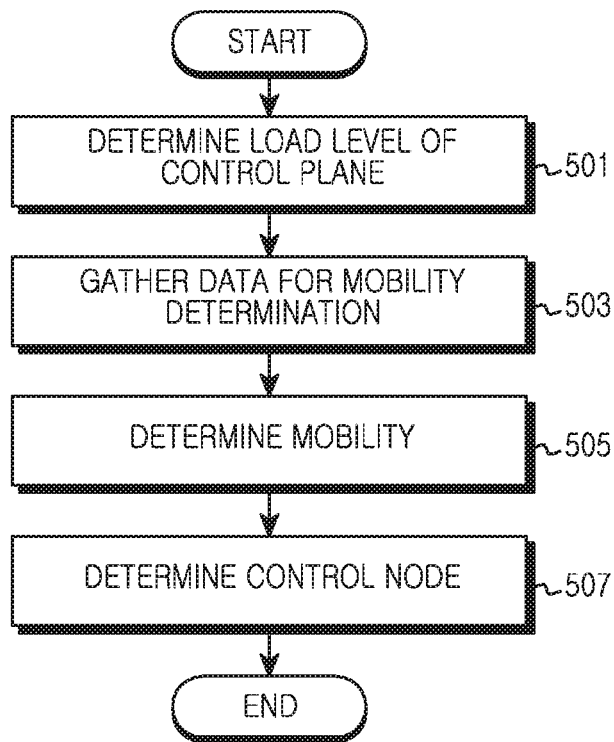 START
DETERMINE LOAD LEVEL OF
CONTROL PLANE
501
GATHER DATA FOR MOBILITY
DETERMINATION
503
DETERMINE MOBILITY
505
DETERMINE CONTROL NODE
507
END